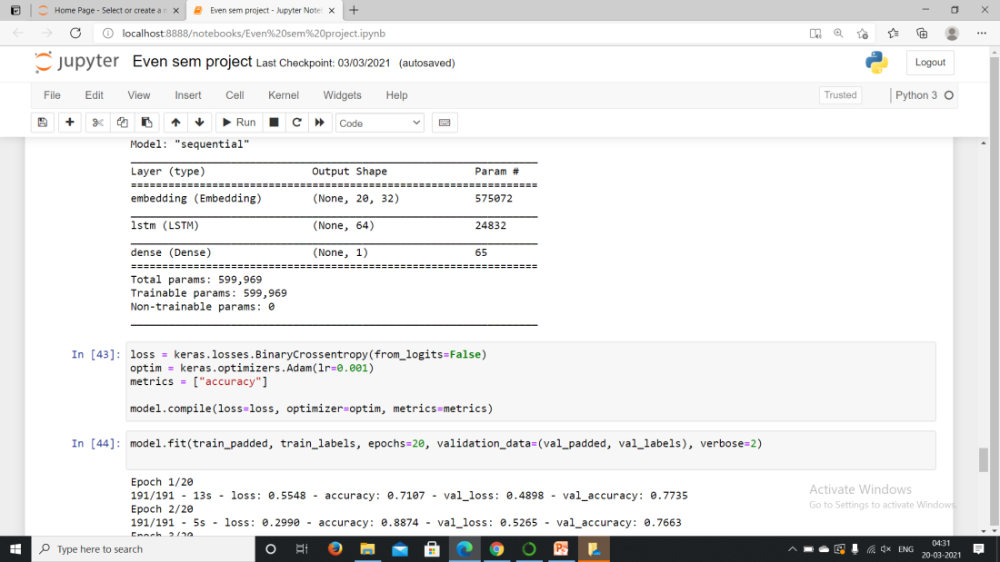 Home Page - Select or create a n
Even sem project - Jupyter Note
localhost:8888/notebooks/Even%20sem%20project.ipynb
jupyter Even sem project Last Checkpoint: 03/03/2021 (autosaved)
Logout
File Edit View Insert Cell Kernel Widgets Help
Trusted Python 3
Run Code
Model: "sequential"
Layer (type) Output Shape Param #
=================================================================
embedding (Embedding) (None, 20, 32) 575072
lstm (LSTM) (None, 64) 24832
dense (Dense) (None, 1) 65
=================================================================
Total params: 599,969
Trainable params: 599,969
Non-trainable params: 0
In [43]: loss = keras.losses.BinaryCrossentropy(from_logits=False)
optim = keras.optimizers.Adam(lr=0.001)
metrics = ["accuracy"]
model.compile(loss=loss, optimizer=optim, metrics=metrics)
In [44]: model.fit(train_padded, train_labels, epochs=20, validation_data=(val_padded, val_labels), verbose=2)
Epoch 1/20
191/191 - 13s - loss: 0.5548 - accuracy: 0.7107 - val_loss: 0.4898 - val_accuracy: 0.7735
Epoch 2/20
191/191 - 5s - loss: 0.2990 - accuracy: 0.8874 - val_loss: 0.5265 - val_accuracy: 0.7663
Epoch 3/20
Activate Windows
Go to Settings to activate Windows.
Type here to search
ENG
04:31
20-03-2021